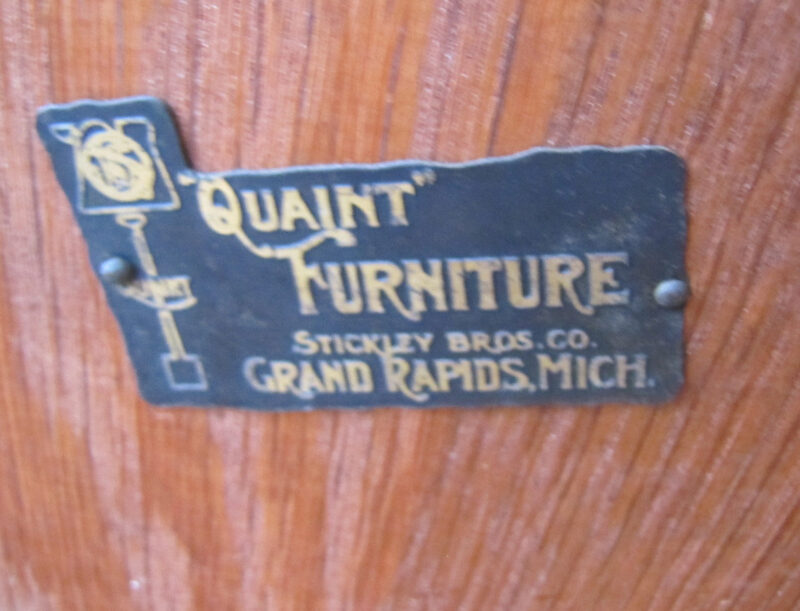 "QUAINT"
FURNITURE
STICKLEY BROS. CO.
GRAND RAPIDS, MICH.